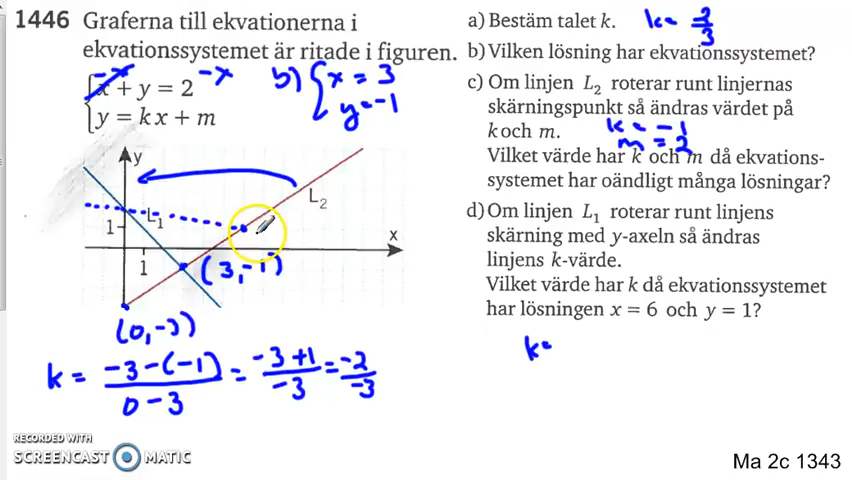 1446 Graferna till ekvationerna i
ekvationssystemet är ritade i figuren.
-x x + y = 2 -x
y = kx + m
b) x = 3
y = -1
y
L₁
L₂
1
1
x
(3,-1)
(0,-3)
k = -3-(-1) / 0-3 = -3+1 / -3 = -2 / -3
a) Bestäm talet k. k = 2/3
b) Vilken lösning har ekvationssystemet?
c) Om linjen L₂ roterar runt linjernas
skärningspunkt så ändras värdet på
k och m. k = -1
m = 2
Vilket värde har k och m då ekvations-
systemet har oändligt många lösningar?
d) Om linjen L₁ roterar runt linjens
skärning med y-axeln så ändras
linjens k-värde.
Vilket värde har k då ekvationssystemet
har lösningen x = 6 och y = 1?
k=
RECORDED WITH
SCREENCAST MATIC
Ma 2c 1343